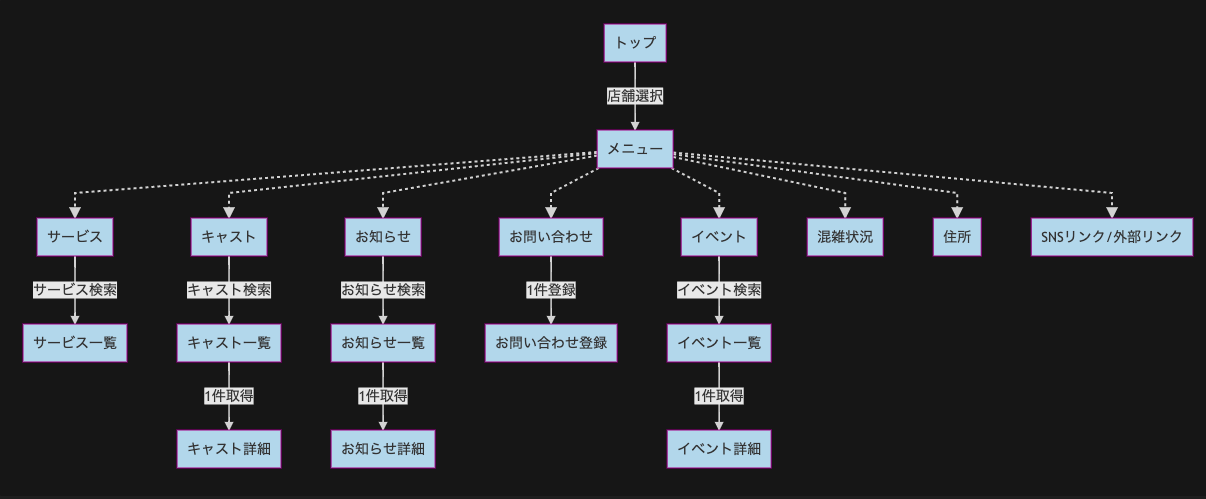 トップ
店舗選択
メニュー
サービス
キャスト
お知らせ
お問い合わせ
イベント
混雑状況
住所
SNSリンク/外部リンク
サービス検索
キャスト検索
お知らせ検索
1件登録
イベント検索
サービス一覧
キャスト一覧
お知らせ一覧
お問い合わせ登録
イベント一覧
1件取得
1件取得
1件取得
キャスト詳細
お知らせ詳細
イベント詳細